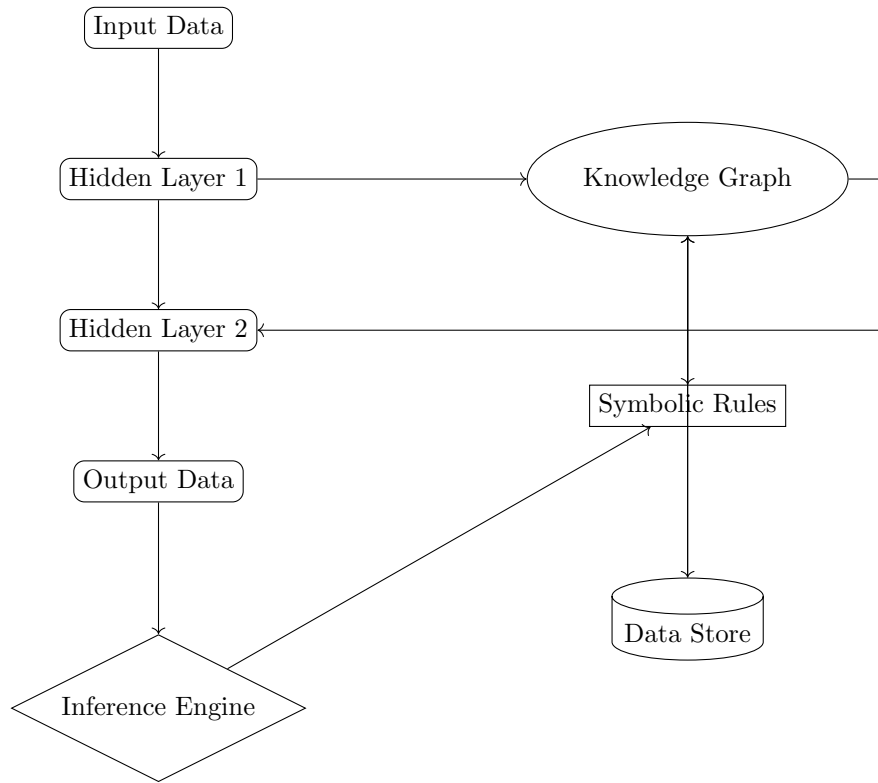 Input Data
Hidden Layer 1
Knowledge Graph
Hidden Layer 2
Symbolic Rules
Output Data
Data Store
Inference Engine